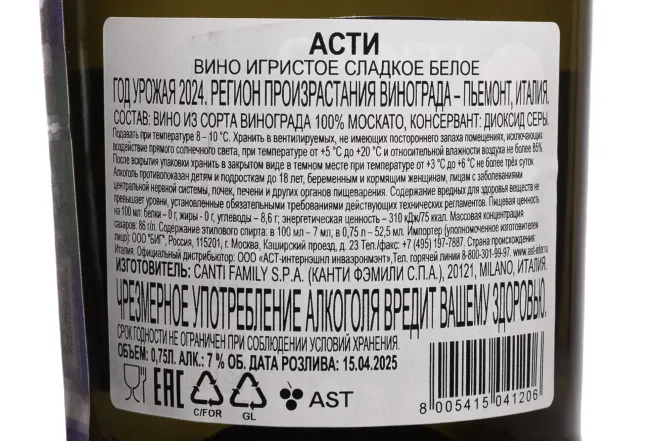 АСТИ
ВИНО ИГРИСТОЕ СЛАДКОЕ БЕЛОЕ
ГОД УРОЖАЯ 2024. РЕГИОН ПРОИЗРАСТАНИЯ ВИНОГРАДА – ПЬЕМОНТ, ИТАЛИЯ.
СОСТАВ: ВИНО ИЗ СОРТА ВИНОГРАДА 100% МОСКАТО, КОНСЕРВАНТ: ДИОКСИД СЕРЫ.
Подавать при температуре 8 – 10 °C. Хранить в вентилируемых, не имеющих постороннего запаха помещениях, исключающих
воздействие прямого солнечного света, при температуре от +5 °C до +20 °C и относительной влажности воздуха не более 85%.
После вскрытия упаковки хранить в закрытом виде в темном месте при температуре от +3 °C до +6 °C не более трёх суток.
Алкоголь противопоказан детям и подросткам до 18 лет, беременным и кормящим женщинам, лицам с заболеваниями
центральной нервной системы, почек, печени и других органов пищеварения. Содержание вредных для здоровья веществ не
превышает уровни, установленные обязательными требованиями действующих технических регламентов. Пищевая ценность
на 100 мл: белки - 0 г, жиры - 0 г, углеводы – 8,6 г; энергетическая ценность – 310 кДж/75 ккал. Массовая концентрация
сахаров: 86 г/л. Содержание этилового спирта: в 100 мл – 7 мл; в 0,75 л – 52,5 мл. Импортер (уполномоченное изготовителем
лицо): ООО "БИГ", Россия, 115201, г. Москва, Каширский проезд, д. 23 Тел./факс: +7 (495) 197-7887. Страна происхождения:
Италия. Официальный дистрибьютор: ООО «АСТ-интернэшнл инваэронмэнт», Тел. горячей линии 8-800-301-99-97. www.ast-inter.ru
ИЗГОТОВИТЕЛЬ: CANTI FAMILY S.P.A. (КАНТИ ФЭМИЛИ С.П.А.), 20121, MILANO, ИТАЛИЯ.
ЧРЕЗМЕРНОЕ УПОТРЕБЛЕНИЕ АЛКОГОЛЯ ВРЕДИТ ВАШЕМУ ЗДОРОВЬЮ.
СРОК ГОДНОСТИ НЕ ОГРАНИЧЕН ПРИ СОБЛЮДЕНИИ УСЛОВИЙ ХРАНЕНИЯ.
ОБЪЕМ: 0,75Л. АЛК.: 7 % ОБ. ДАТА РОЗЛИВА: 15.04.2025
EAC
C/FOR
GL
AST
8 005415 041206